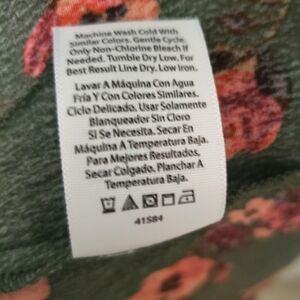 Machine Wash Cold With
Similar Colors. Gentle Cycle.
Only Non-Chlorine Bleach If
Needed. Tumble Dry Low. For
Best Result Line Dry. Low Iron.
Lavar A Máquina Con Agua
Fría Y Con Colores Similares.
Ciclo Delicado. Usar Solamente
Blanqueador Sin Cloro
Si Se Necesita. Secar En
Máquina A Temperatura Baja.
Para Mejores Resultados,
Secar Colgado. Planchar A
Temperatura Baja.
41584